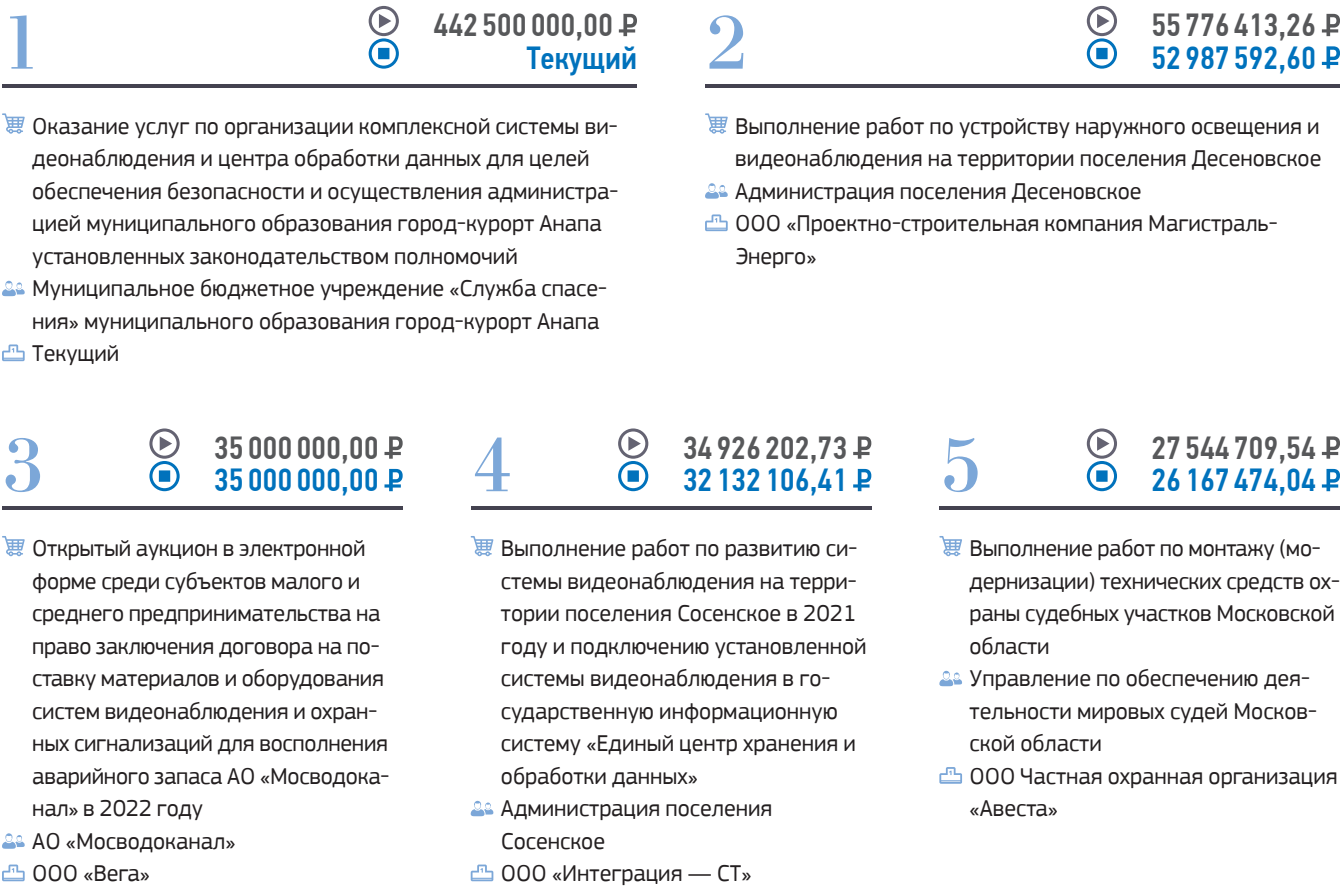 1
442 500 000,00 ₽
Текущий
Оказание услуг по организации комплексной системы ви-
деонаблюдения и центра обработки данных для целей
обеспечения безопасности и осуществления администра-
цией муниципального образования город-курорт Анапа
установленных законодательством полномочий
Муниципальное бюджетное учреждение «Служба спасе-
ния» муниципального образования город-курорт Анапа
Текущий
2
55 776 413,26 ₽
52 987 592,60 ₽
Выполнение работ по устройству наружного освещения и
видеонаблюдения на территории поселения Десеновское
Администрация поселения Десеновское
ООО «Проектно-строительная компания Магистраль-
Энерго»
3
35 000 000,00 ₽
35 000 000,00 ₽
Открытый аукцион в электронной
форме среди субъектов малого и
среднего предпринимательства на
право заключения договора на по-
ставку материалов и оборудования
систем видеонаблюдения и охран-
ных сигнализаций для восполнения
аварийного запаса АО «Мосводока-
нал» в 2022 году
АО «Мосводоканал»
ООО «Вега»
4
34 926 202,73 ₽
32 132 106,41 ₽
Выполнение работ по развитию си-
стемы видеонаблюдения на терри-
тории поселения Сосенское в 2021
году и подключению установленной
системы видеонаблюдения в го-
сударственную информационную
систему «Единый центр хранения и
обработки данных»
Администрация поселения
Сосенское
ООО «Интеграция — СТ»
5
27 544 709,54 ₽
26 167 474,04 ₽
Выполнение работ по монтажу (мо-
дернизации) технических средств ох-
раны судебных участков Московской
области
Управление по обеспечению дея-
тельности мировых судей Москов-
ской области
ООО Частная охранная организация
«Авеста»